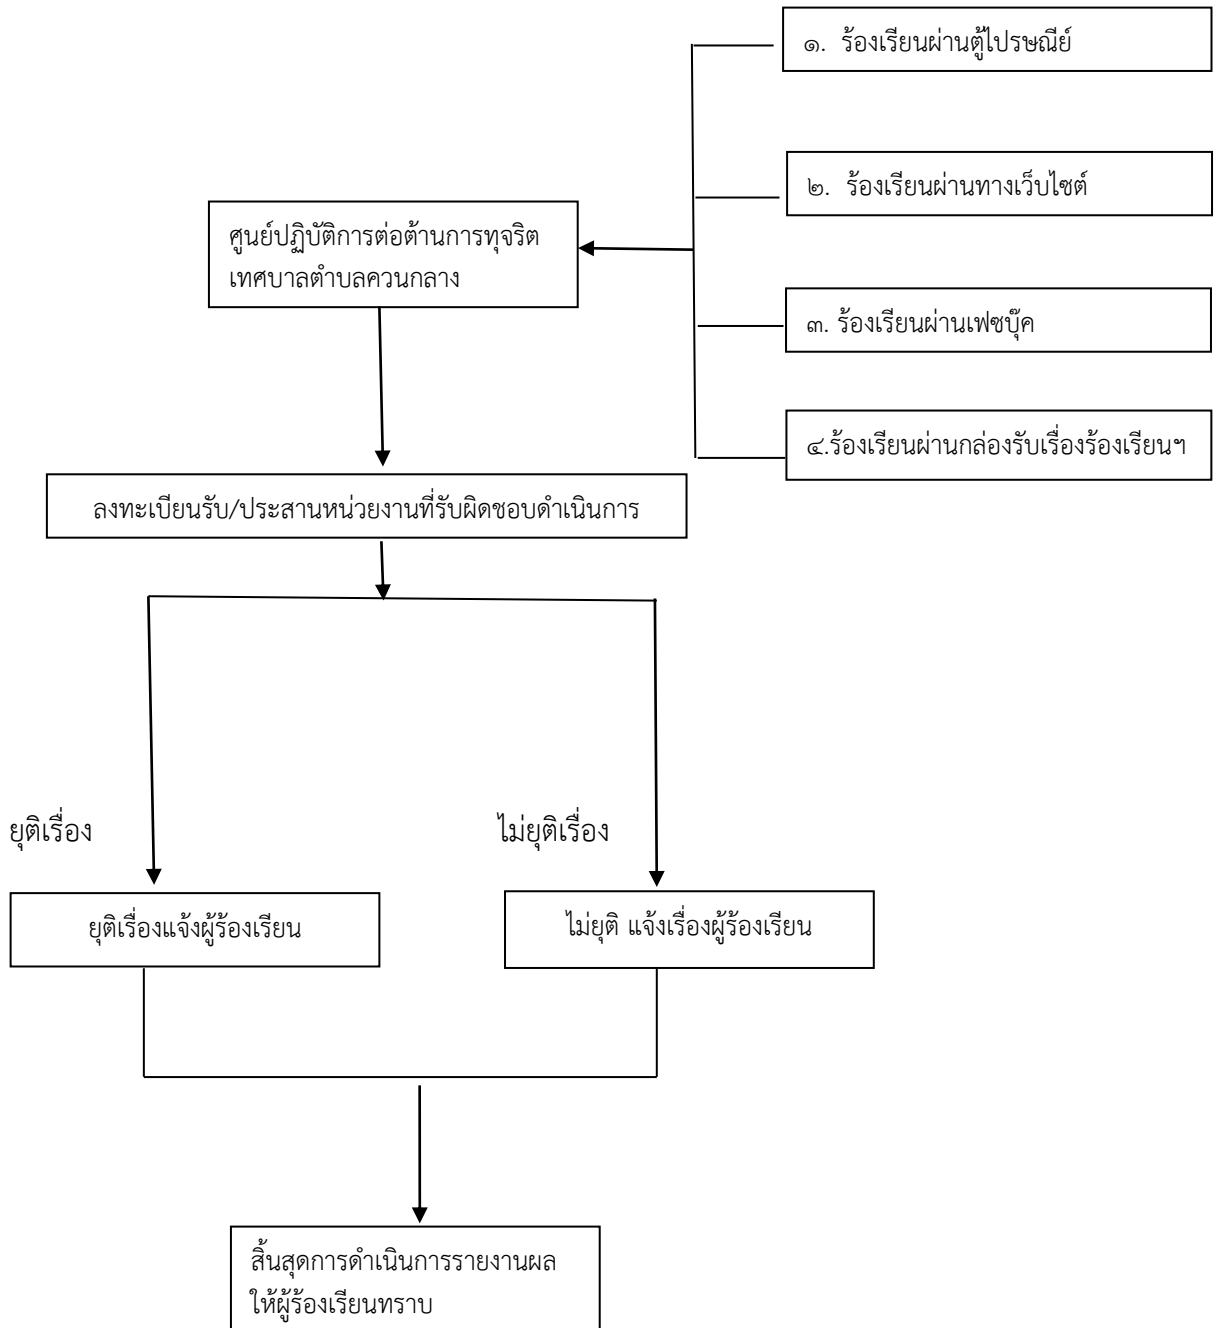 ๑. ร้องเรียนผ่านตู้ไปรษณีย์
๒. ร้องเรียนผ่านทางเว็บไซต์
ศูนย์ปฏิบัติการต่อต้านการทุจริต
เทศบาลตำบลควนกลาง
๓. ร้องเรียนผ่านเฟซบุ๊ค
๔.ร้องเรียนผ่านกล่องรับเรื่องร้องเรียนฯ
ลงทะเบียนรับ/ประสานหน่วยงานที่รับผิดชอบดำเนินการ
ยุติเรื่อง
ไม่ยุติเรื่อง
ยุติเรื่องแจ้งผู้ร้องเรียน
ไม่ยุติ แจ้งเรื่องผู้ร้องเรียน
สิ้นสุดการดำเนินการรายงานผล
ให้ผู้ร้องเรียนทราบ